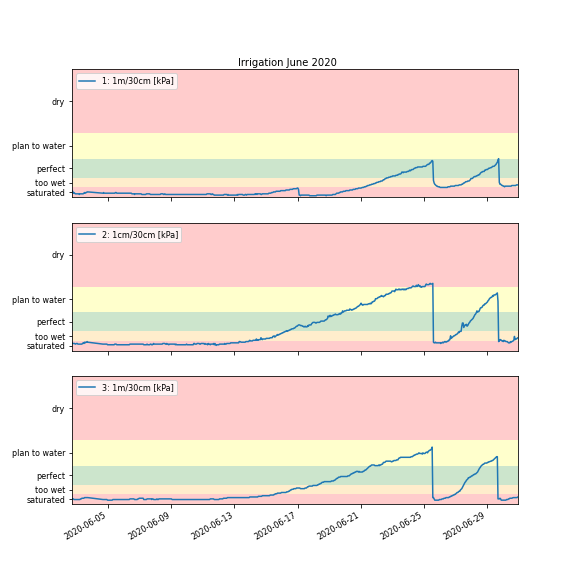 Irrigation June 2020
1: 1m/30cm [kPa]
dry
plan to water
perfect
too wet
saturated
2: 1cm/30cm [kPa]
dry
plan to water
perfect
too wet
saturated
3: 1m/30cm [kPa]
dry
plan to water
perfect
too wet
saturated
2020-06-05
2020-06-09
2020-06-13
2020-06-17
2020-06-21
2020-06-25
2020-06-29